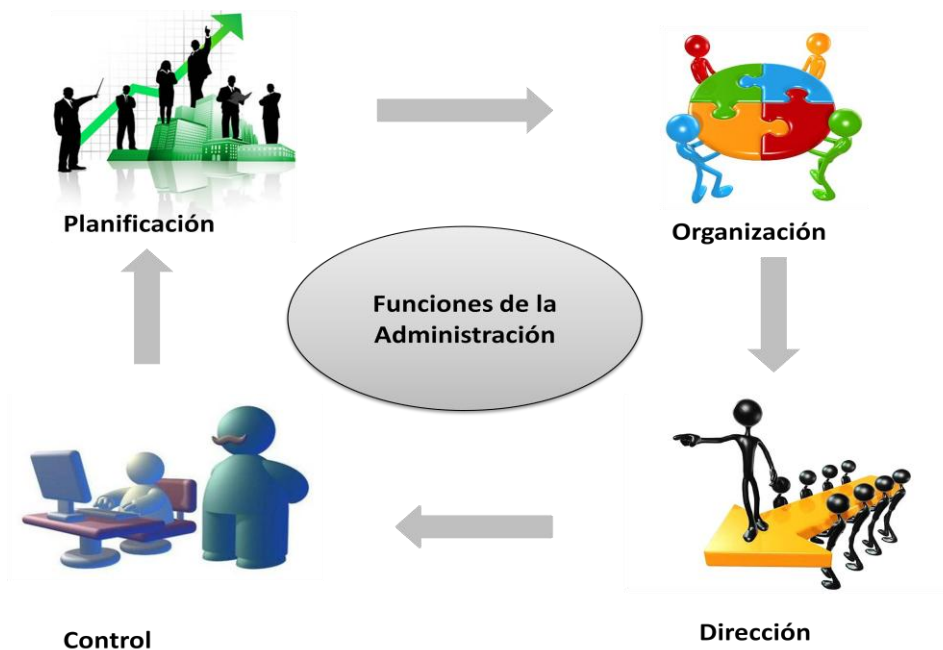 Planificación
Organización
Funciones de la
Administración
Control
Dirección